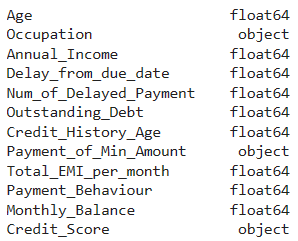 Age float64
Occupation object
Annual_Income float64
Delay_from_due_date float64
Num_of_Delayed_Payment float64
Outstanding_Debt float64
Credit_History_Age float64
Payment_of_Min_Amount object
Total_EMI_per_month float64
Payment_Behaviour float64
Monthly_Balance float64
Credit_Score object